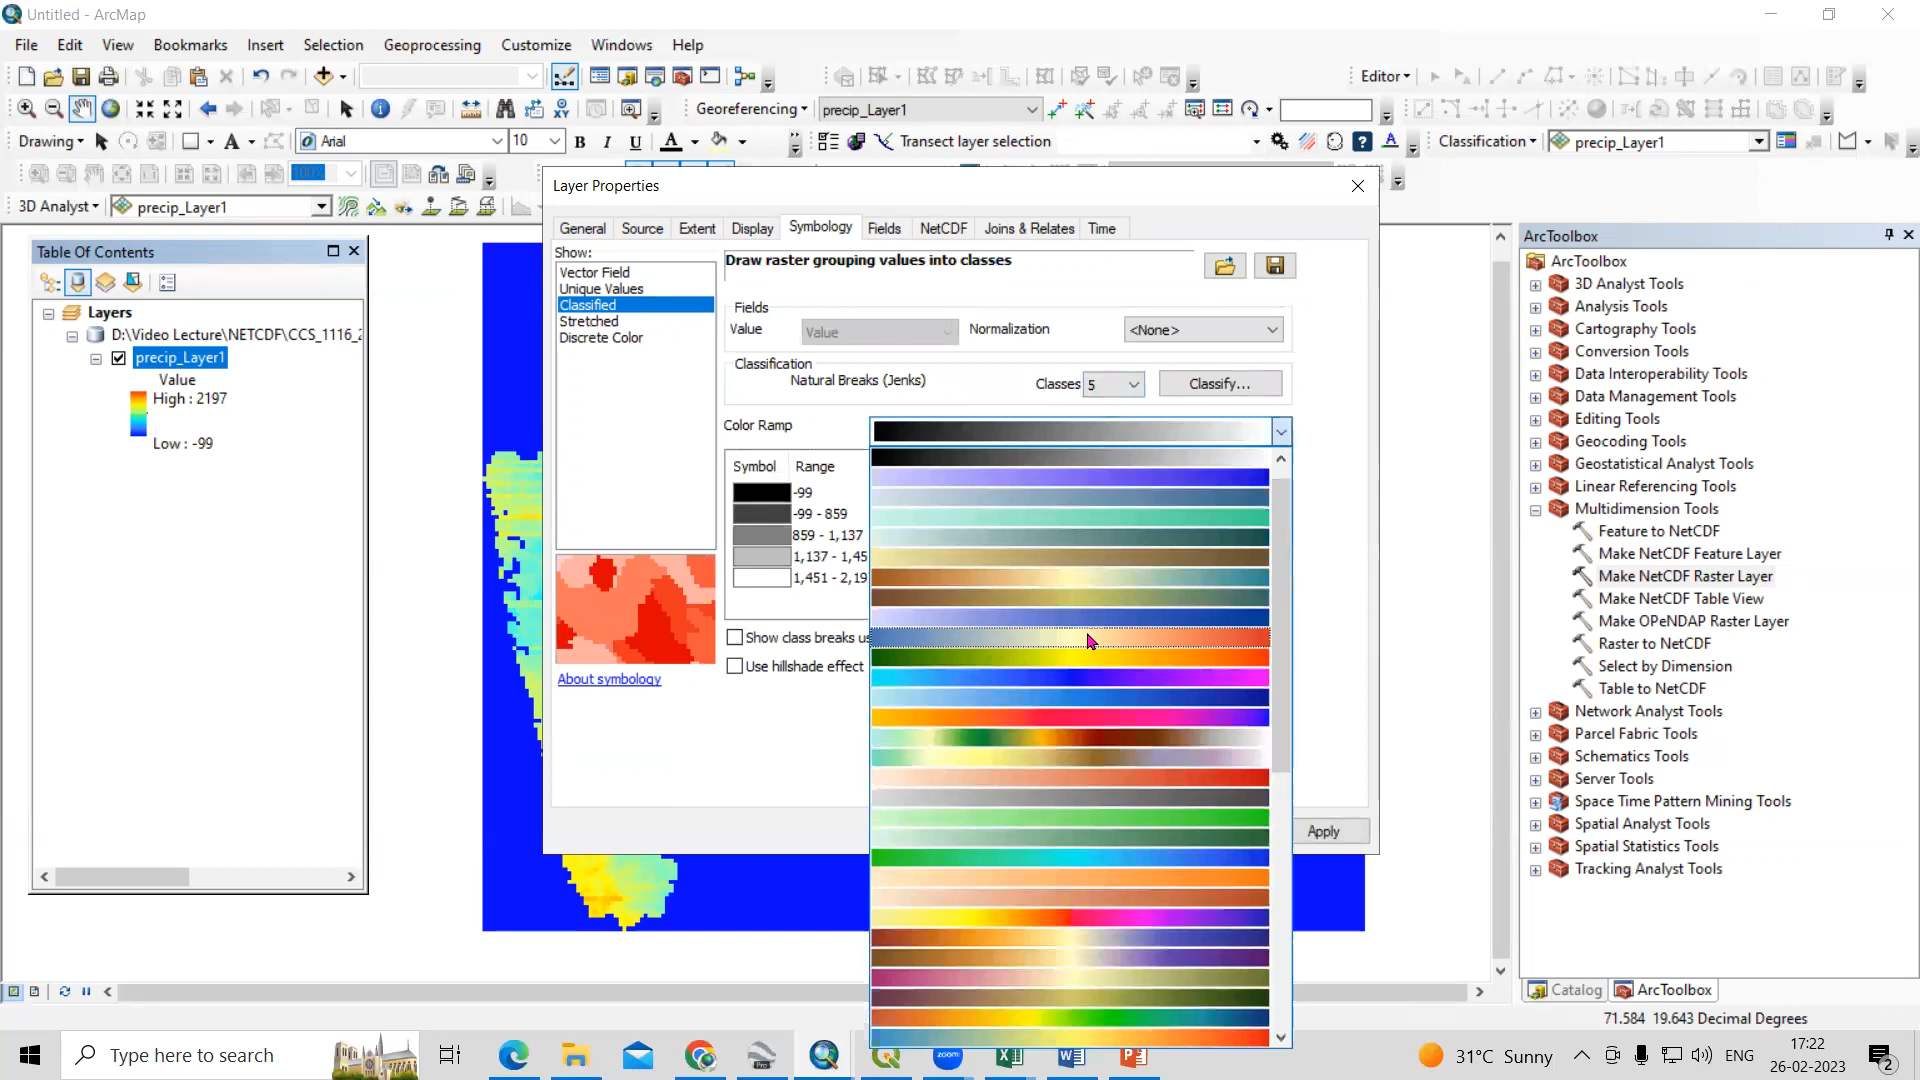 Untitled - ArcMap
File Edit View Bookmarks Insert Selection Geoprocessing Customize Windows Help
Editor
Georeferencing precip_Layer1
Drawing Arial 10 B I U A Transect layer selection Classification precip_Layer1
100%
3D Analyst precip_Layer1
Layer Properties
General Source Extent Display Symbology Fields NetCDF Joins & Relates Time
Table Of Contents
Layers
D:\Video Lecture\NETCDF\CCS_1116_2
precip_Layer1
Value
High : 2197
Low : -99
Show:
Vector Field
Unique Values
Classified
Stretched
Discrete Color
About symbology
Draw raster grouping values into classes
Fields
Value Value Normalization <None>
Classification
Natural Breaks (Jenks) Classes 5 Classify...
Color Ramp
Symbol Range
-99
-99 - 859
859 - 1,137
1,137 - 1,45
1,451 - 2,19
Show class breaks us
Use hillshade effect
Apply
ArcToolbox
ArcToolbox
3D Analyst Tools
Analysis Tools
Cartography Tools
Conversion Tools
Data Interoperability Tools
Data Management Tools
Editing Tools
Geocoding Tools
Geostatistical Analyst Tools
Linear Referencing Tools
Multidimension Tools
Feature to NetCDF
Make NetCDF Feature Layer
Make NetCDF Raster Layer
Make NetCDF Table View
Make OPeNDAP Raster Layer
Raster to NetCDF
Select by Dimension
Table to NetCDF
Network Analyst Tools
Parcel Fabric Tools
Schematics Tools
Server Tools
Space Time Pattern Mining Tools
Spatial Analyst Tools
Spatial Statistics Tools
Tracking Analyst Tools
Catalog ArcToolbox
71.584 19.643 Decimal Degrees
Type here to search
Pro
zoom
31°C Sunny
ENG
17:22
26-02-2023
2